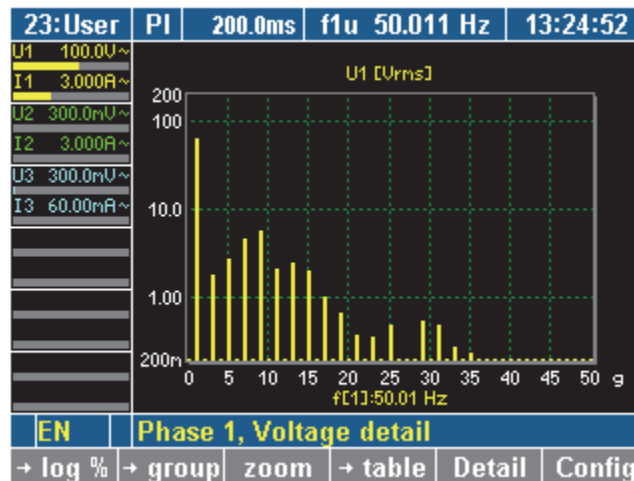 23:User PI 200.0ms f1u 50.011 Hz 13:24:52
U1 100.0V~
I1 3.000A~
U2 300.0mV~
I2 3.000A~
U3 300.0mV~
I3 60.00mA~
U1 [Vrms]
200
100
10.0
1.00
200m
0 5 10 15 20 25 30 35 40 45 50 g
f[1]:50.01 Hz
EN Phase 1, Voltage detail
→ log % → group zoom → table Detail Config